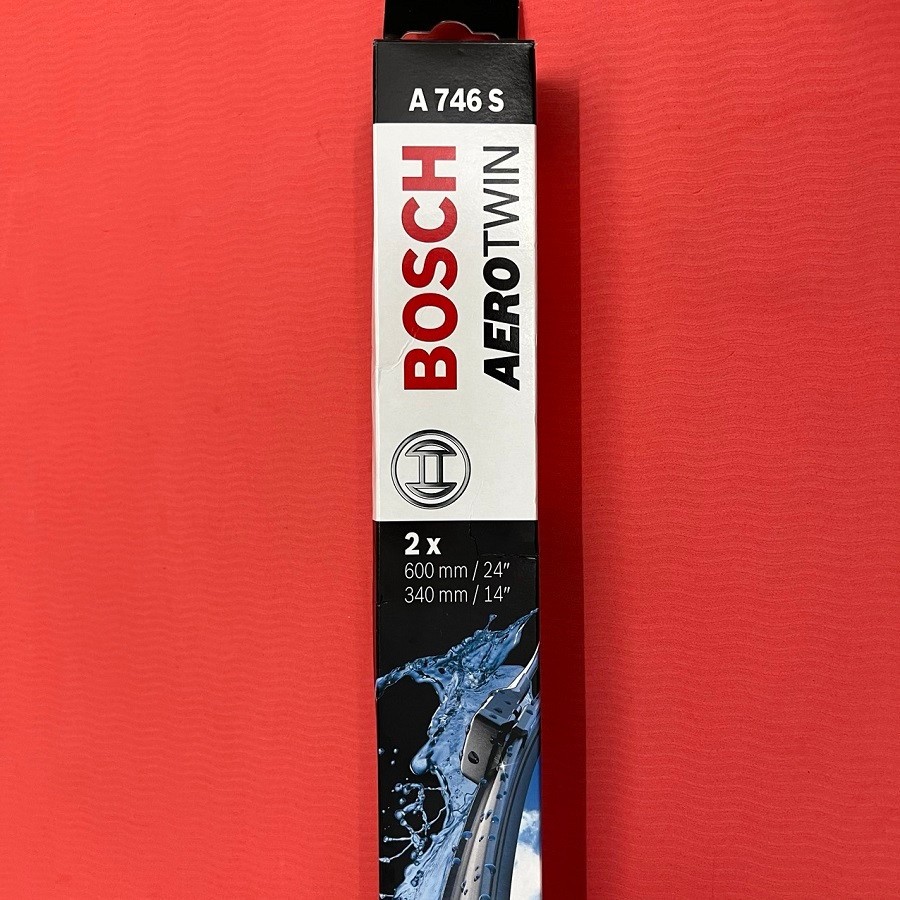 A 746 S
BOSCH
AEROTWIN
2 x
600 mm / 24"
340 mm / 14"